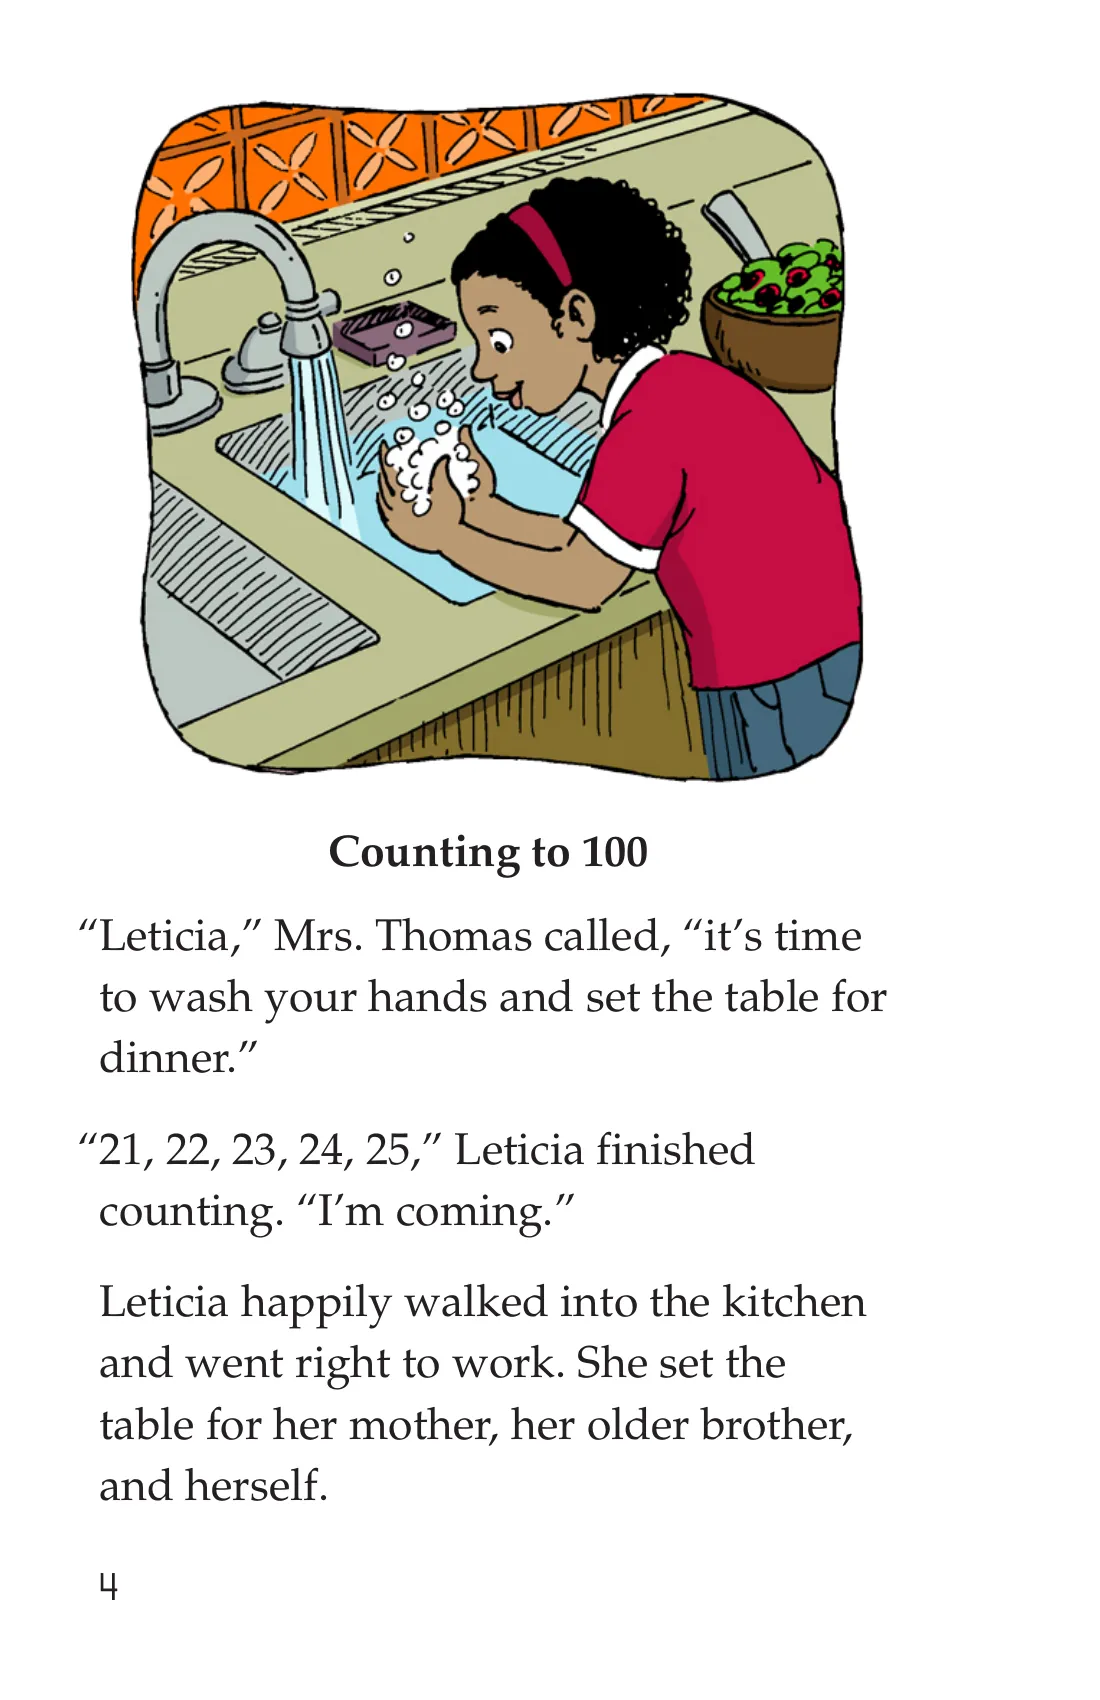 Counting to 100
“Leticia,” Mrs. Thomas called, “it’s time
to wash your hands and set the table for
dinner.”
“21, 22, 23, 24, 25,” Leticia finished
counting. “I’m coming.”
Leticia happily walked into the kitchen
and went right to work. She set the
table for her mother, her older brother,
and herself.
4